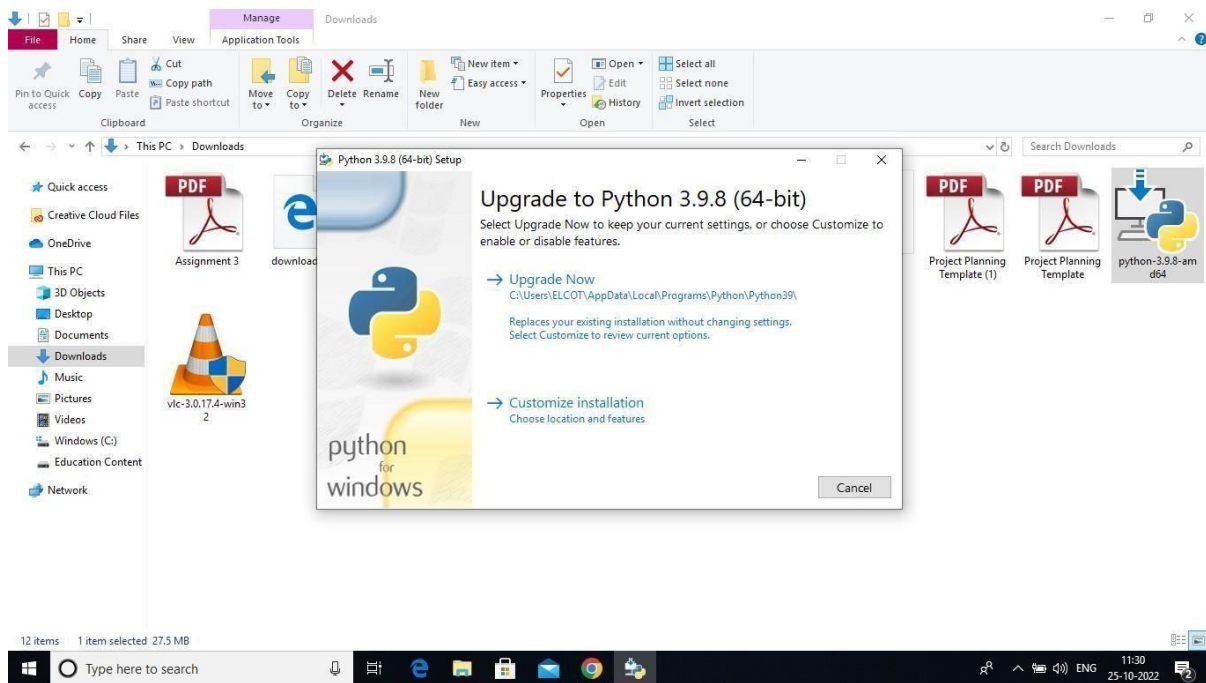 Manage
Downloads
File
Home
Share
View
Application Tools
Pin to Quick access
Copy
Paste
Cut
Copy path
Paste shortcut
Clipboard
Move to
Copy to
Delete
Rename
Organize
New folder
New item
Easy access
New
Properties
Open
Edit
History
Open
Select all
Select none
Invert selection
Select
This PC › Downloads
Search Downloads
Quick access
Creative Cloud Files
OneDrive
This PC
3D Objects
Desktop
Documents
Downloads
Music
Pictures
Videos
Windows (C:)
Education Content
Network
PDF
Assignment 3
download
vlc-3.0.17.4-win3
2
Python 3.9.8 (64-bit) Setup
Upgrade to Python 3.9.8 (64-bit)
Select Upgrade Now to keep your current settings, or choose Customize to
enable or disable features.
Upgrade Now
C:\Users\ELCOT\AppData\Local\Programs\Python\Python39\
Replaces your existing installation without changing settings.
Select Customize to review current options.
Customize installation
Choose location and features
python
for
windows
Cancel
PDF
Project Planning
Template (1)
PDF
Project Planning
Template
python-3.9.8-am
d64
12 items
1 item selected 27.5 MB
Type here to search
ENG
11:30
25-10-2022
2